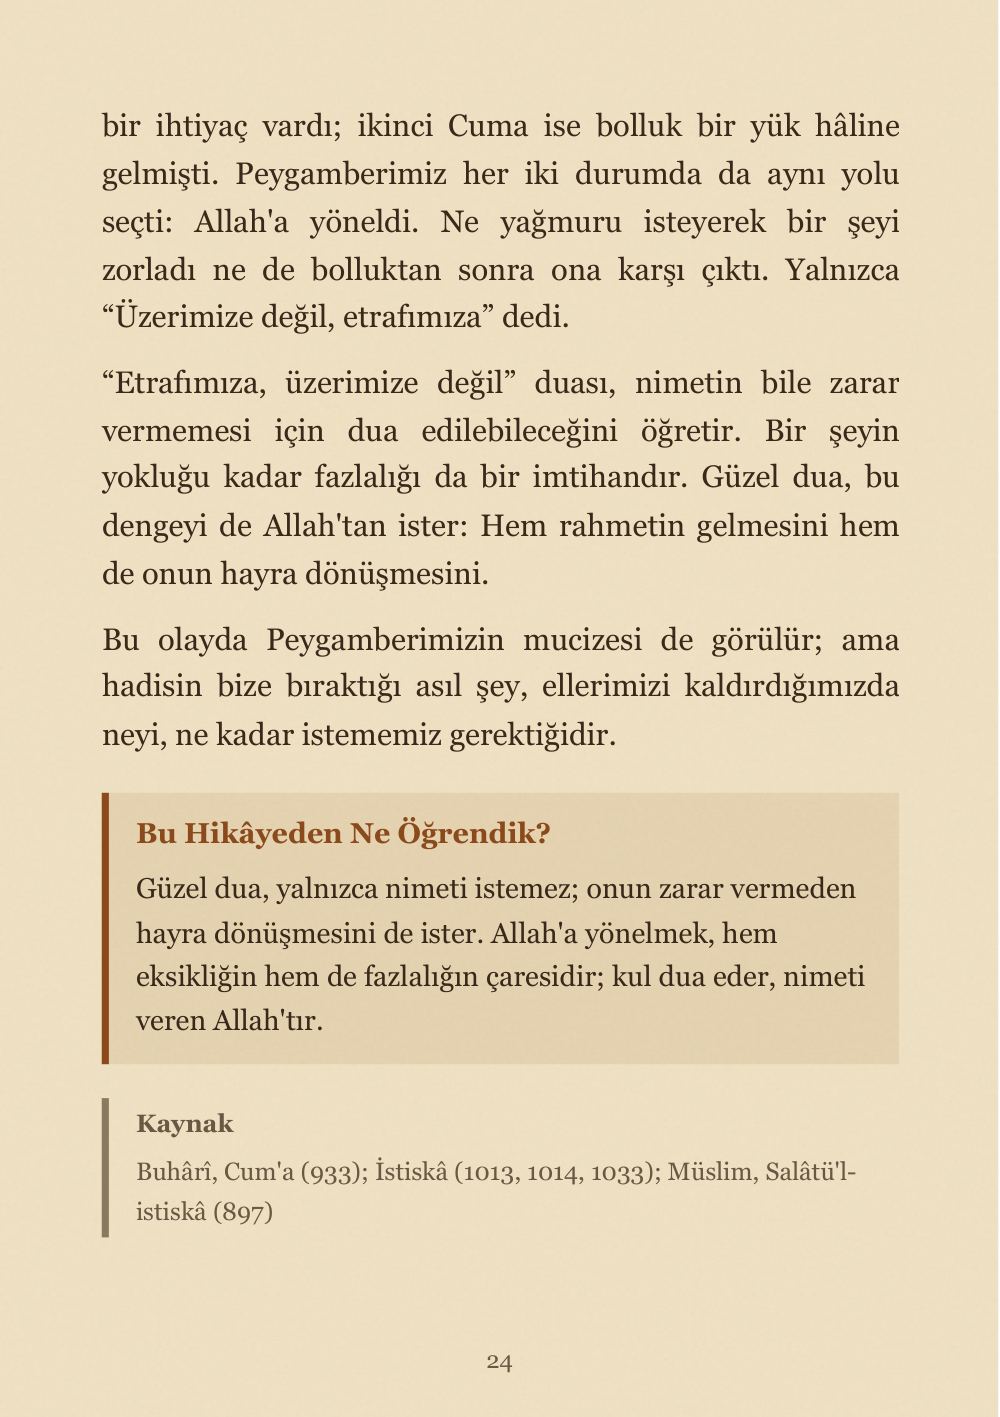 bir ihtiyaç vardı; ikinci Cuma ise bolluk bir yük hâline
gelmişti. Peygamberimiz her iki durumda da aynı yolu
seçti: Allah'a yöneldi. Ne yağmuru isteyerek bir şeyi
zorladı ne de bolluktan sonra ona karşı çıktı. Yalnızca
“Üzerimize değil, etrafımıza” dedi.
“Etrafımıza, üzerimize değil” duası, nimetin bile zarar
vermemesi için dua edilebileceğini öğretir. Bir şeyin
yokluğu kadar fazlalığı da bir imtihandır. Güzel dua, bu
dengeyi de Allah'tan ister: Hem rahmetin gelmesini hem
de onun hayra dönüşmesini.
Bu olayda Peygamberimizin mucizesi de görülür; ama
hadisin bize bıraktığı asıl şey, ellerimizi kaldırdığımızda
neyi, ne kadar istememiz gerektiğidir.
Bu Hikâyeden Ne Öğrendik?
Güzel dua, yalnızca nimeti istemez; onun zarar vermeden
hayra dönüşmesini de ister. Allah'a yönelmek, hem
eksikliğin hem de fazlalığın çaresidir; kul dua eder, nimeti
veren Allah'tır.
Kaynak
Buhârî, Cum'a (933); İstiskâ (1013, 1014, 1033); Müslim, Salâtü'l-
istiskâ (897)
24